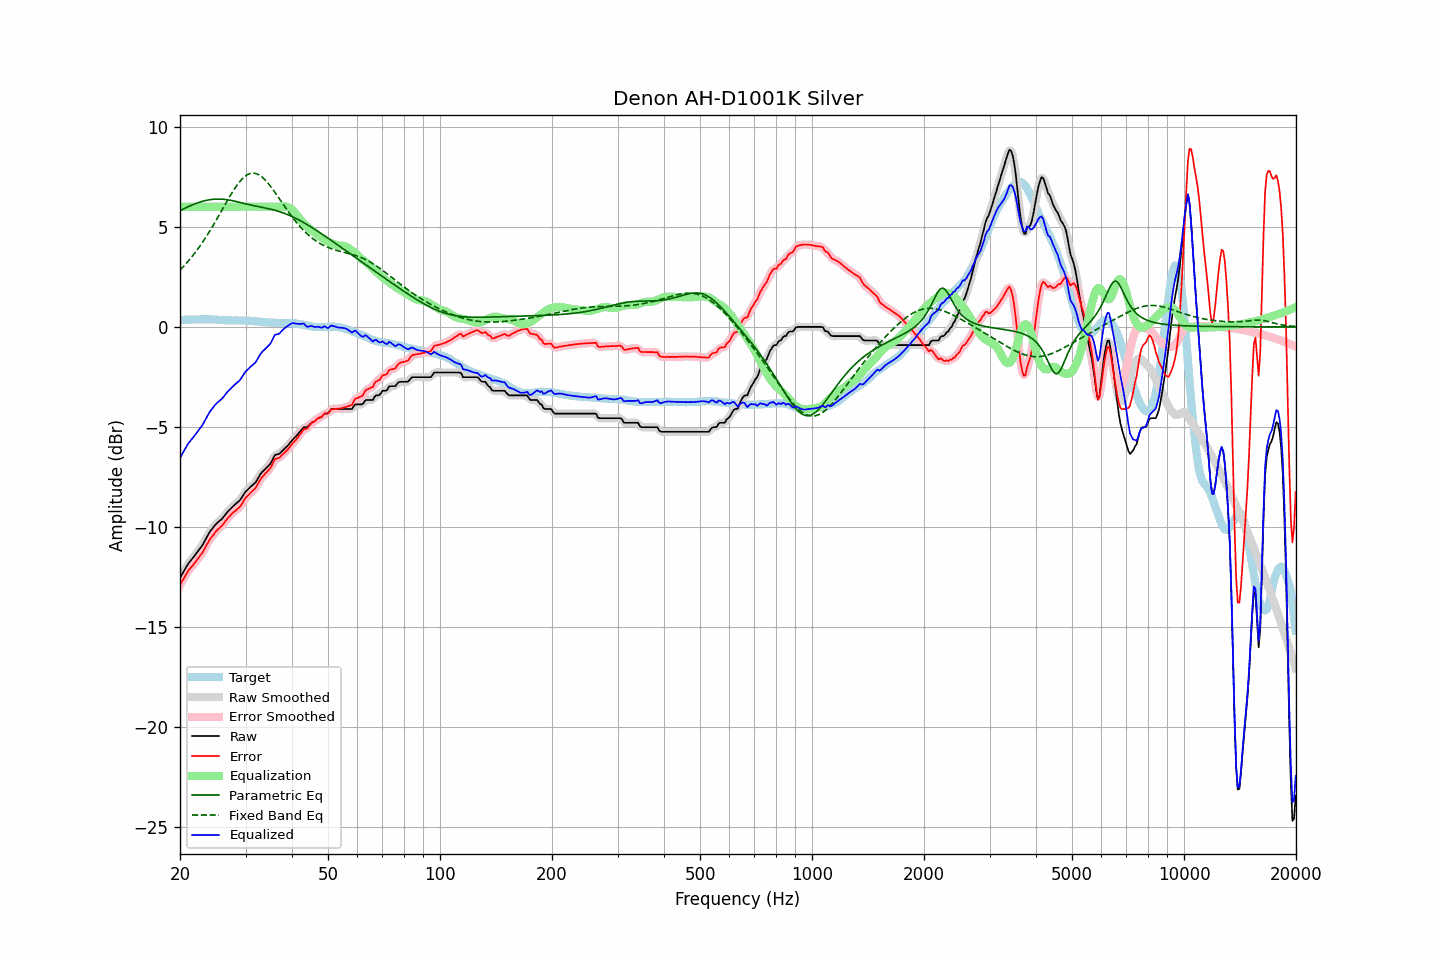 Denon AH-D1001K Silver
Amplitude (dBr)
10
5
0
−5
−10
−15
−20
−25
Target
Raw Smoothed
Error Smoothed
Raw
Error
Equalization
Parametric Eq
Fixed Band Eq
Equalized
20
50
100
200
500
1000
2000
5000
10000
20000
Frequency (Hz)